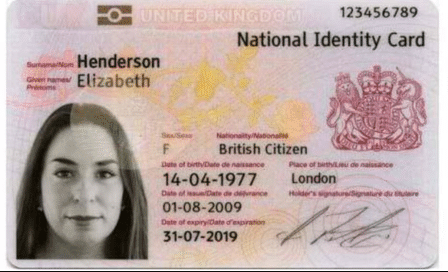 UNITED KINGDOM
123456789
National Identity Card
Surname/Nom Henderson
Given names/ Elizabeth
Prénoms
Sex/Sexe Nationality/Nationalité
F British Citizen
Date of birth/Date de naissance Place of birth/Lieu de naissance
14-04-1977 London
Date of issue/Date de délivrance Holder's signature/Signature du titulaire
01-08-2009
Date of expiry/Date d'expiration
31-07-2019